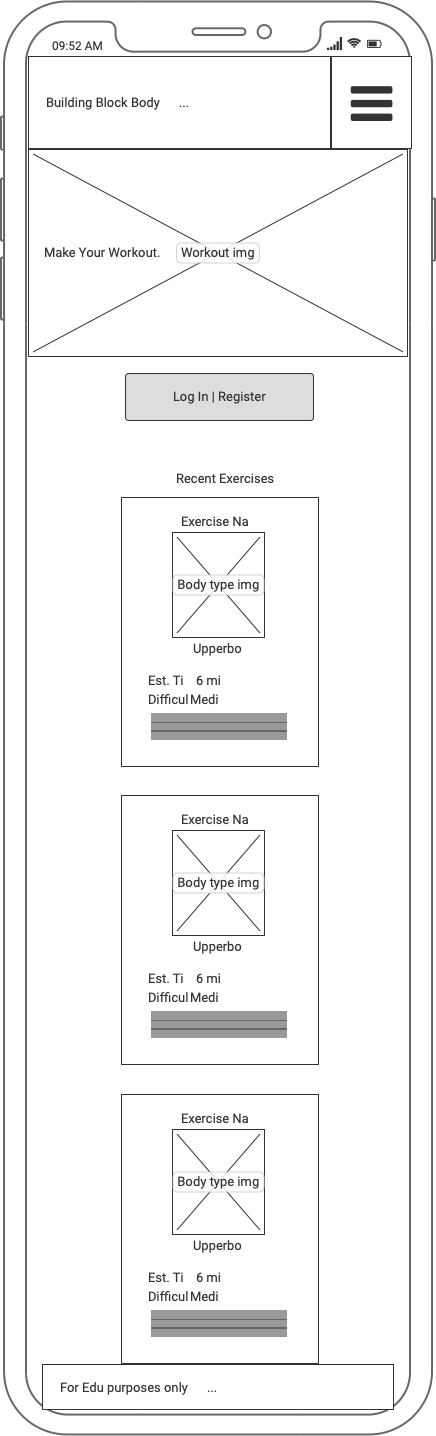 09:52 AM
Building Block Body ...
Make Your Workout. Workout img
Log In | Register
Recent Exercises
Exercise Na
Body type img
Upperbo
Est. Ti 6 mi
Difficul Medi
Exercise Na
Body type img
Upperbo
Est. Ti 6 mi
Difficul Medi
Exercise Na
Body type img
Upperbo
Est. Ti 6 mi
Difficul Medi
For Edu purposes only ...